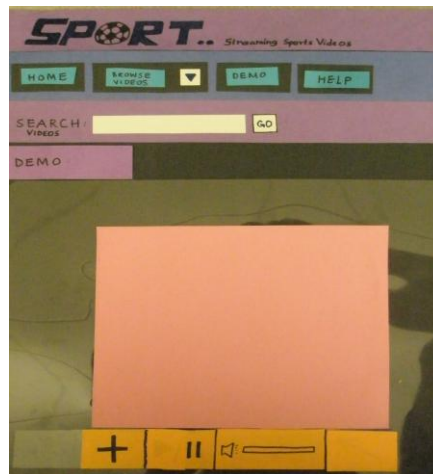 SPORT.. Streaming Sports Videos
HOME BROWSE VIDEOS DEMO HELP
SEARCH: GO
VIDEOS
DEMO